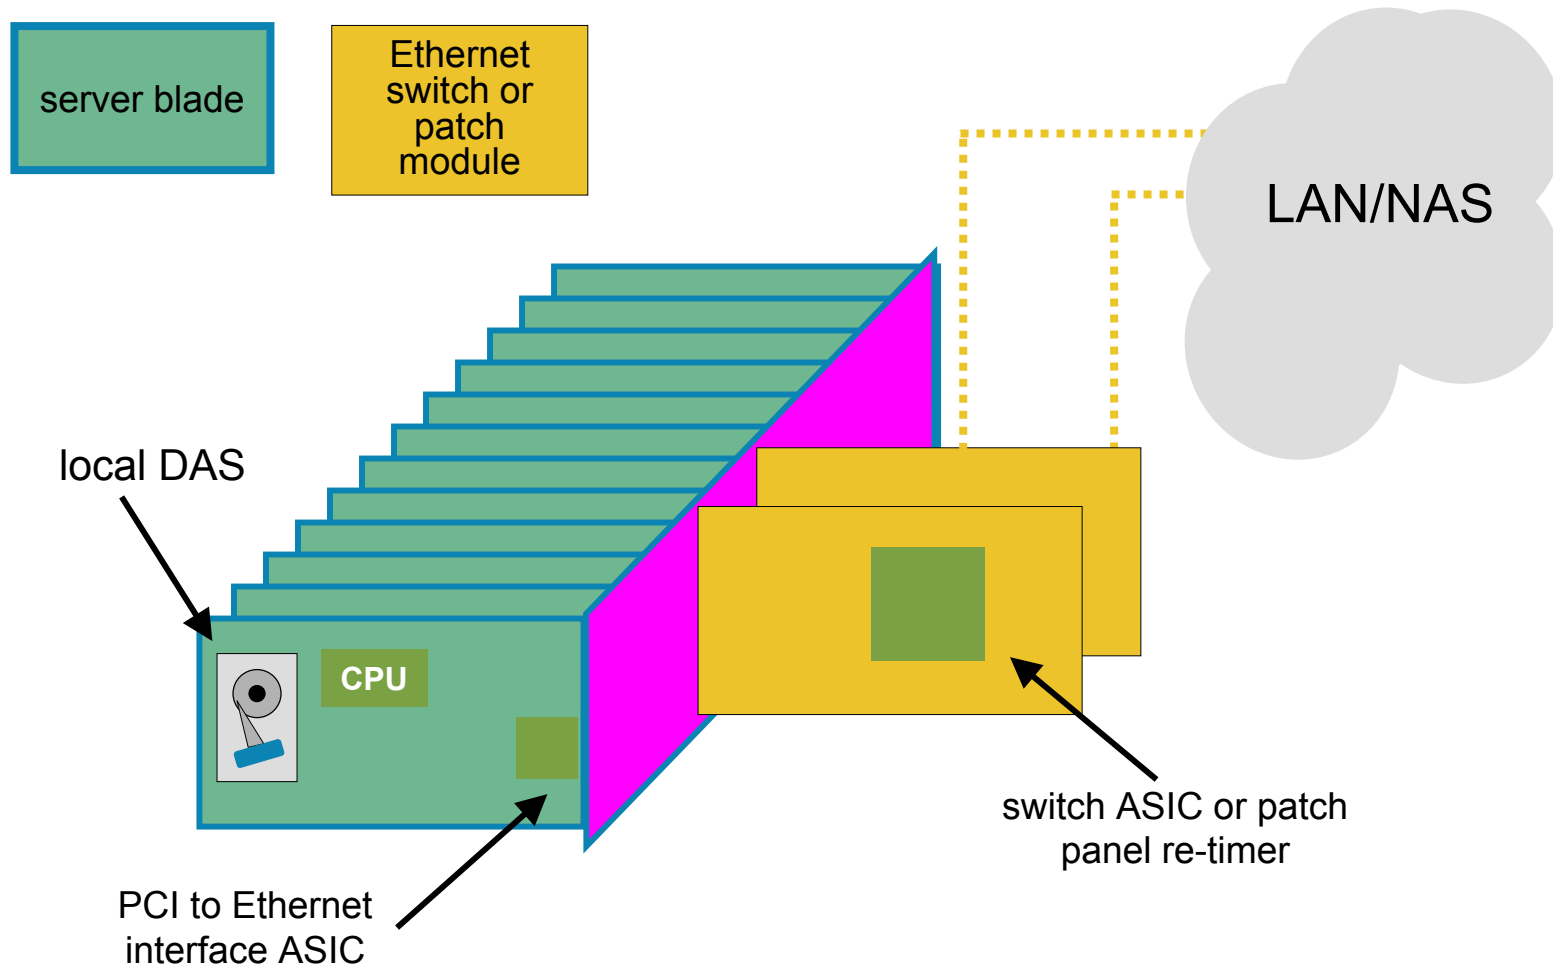 server blade
Ethernet
switch or
patch
module
LAN/NAS
local DAS
CPU
switch ASIC or patch
panel re-timer
PCI to Ethernet
interface ASIC